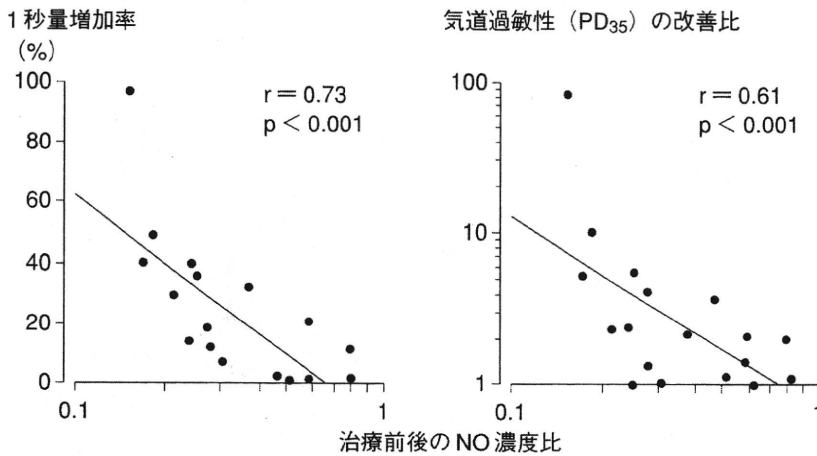 1秒量増加率
(%)
100
80
60
40
20
0
0.1
1
r＝0.73
p＜0.001
気道過敏性（PD35）の改善比
100
10
1
0.1
1
r＝0.61
p＜0.001
治療前後のNO濃度比